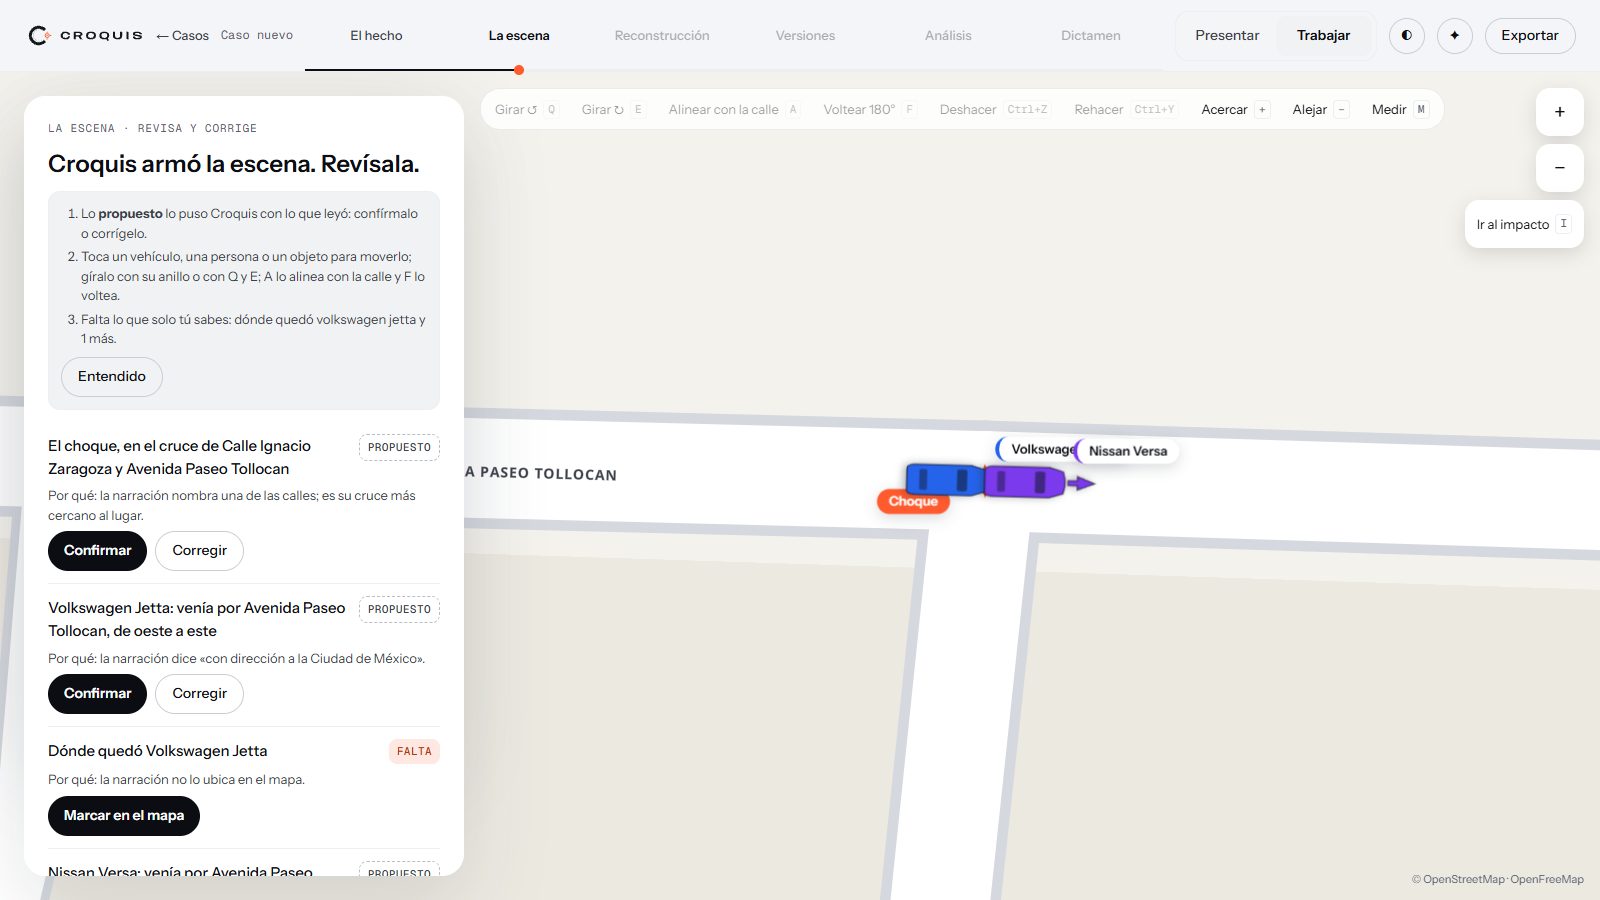 CROQUIS
← Casos
Caso nuevo
El hecho
La escena
Reconstrucción
Versiones
Análisis
Dictamen
Presentar
Trabajar
Exportar
Girar ↺ Q
Girar ↻ E
Alinear con la calle A
Voltear 180° F
Deshacer Ctrl+Z
Rehacer Ctrl+Y
Acercar +
Alejar −
Medir M
+
−
Ir al impacto I
LA ESCENA · REVISA Y CORRIGE
Croquis armó la escena. Revísala.
1. Lo propuesto lo puso Croquis con lo que leyó: confírmalo
o corrígelo.
2. Toca un vehículo, una persona o un objeto para moverlo;
gíralo con su anillo o con Q y E; A lo alinea con la calle y F lo
voltea.
3. Falta lo que solo tú sabes: dónde quedó volkswagen jetta y
1 más.
Entendido
El choque, en el cruce de Calle Ignacio
Zaragoza y Avenida Paseo Tollocan
PROPUESTO
Por qué: la narración nombra una de las calles; es su cruce más
cercano al lugar.
Confirmar
Corregir
Volkswagen Jetta: venía por Avenida Paseo
Tollocan, de oeste a este
PROPUESTO
Por qué: la narración dice «con dirección a la Ciudad de México».
Confirmar
Corregir
Dónde quedó Volkswagen Jetta
FALTA
Por qué: la narración no lo ubica en el mapa.
Marcar en el mapa
Nissan Versa: venía por Avenida Paseo
PROPUESTO
A PASEO TOLLOCAN
Volkswage
Nissan Versa
Choque
© OpenStreetMap · OpenFreeMap